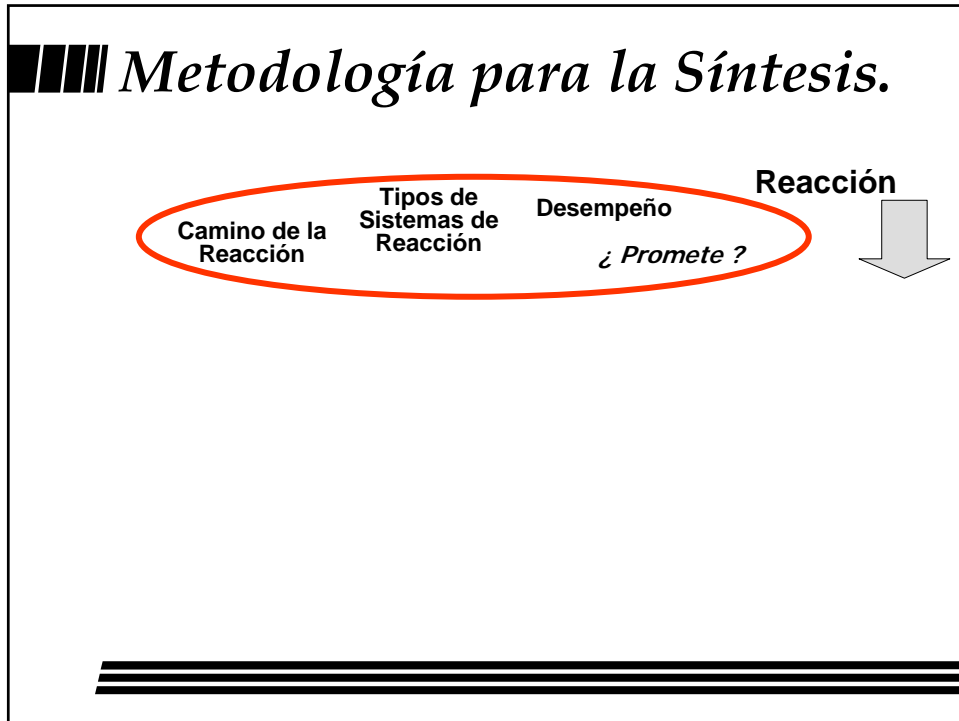 Metodología para la Síntesis.
Reacción
Camino de la
Reacción
Tipos de
Sistemas de
Reacción
Desempeño
¿ Promete ?